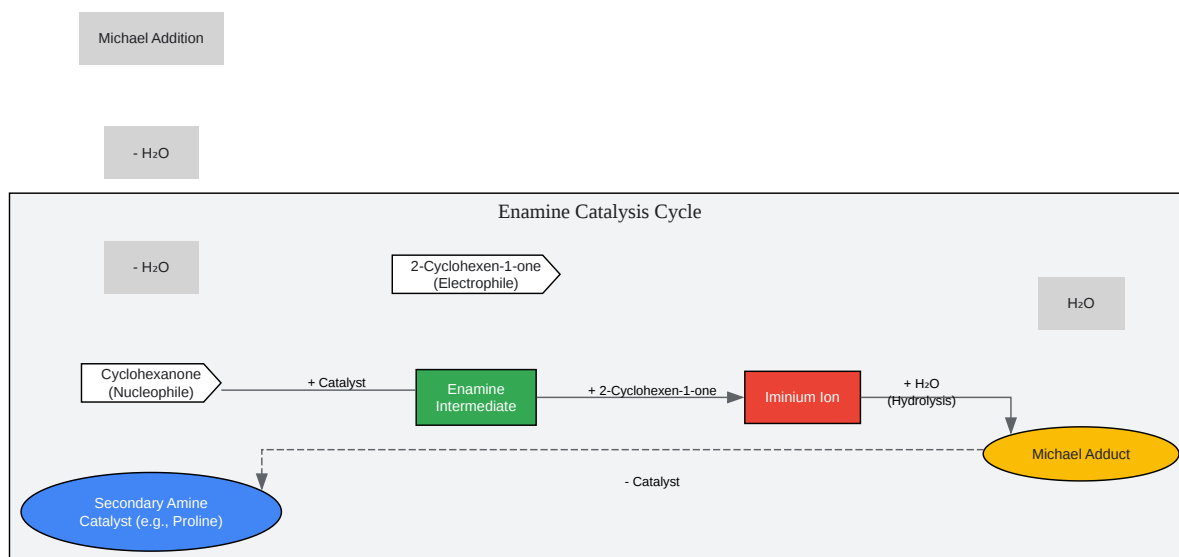 Michael Addition
- H₂O
Enamine Catalysis Cycle
- H₂O
2-Cyclohexen-1-one
(Electrophile)
H₂O
Cyclohexanone
(Nucleophile)
+ Catalyst
Enamine
Intermediate
+ 2-Cyclohexen-1-one
Iminium Ion
+ H₂O
(Hydrolysis)
Michael Adduct
- Catalyst
Secondary Amine
Catalyst (e.g., Proline)